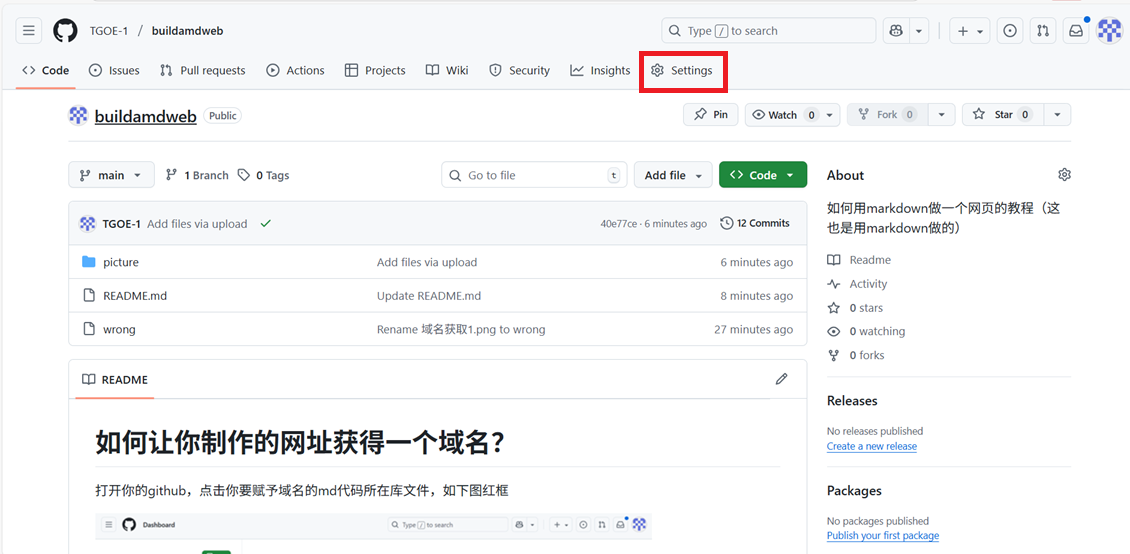 TGOE-1 / buildamdweb
Type / to search
Code Issues Pull requests Actions Projects Wiki Security Insights Settings
buildamdweb Public
Pin Watch 0 Fork 0 Star 0
main 1 Branch 0 Tags Go to file t Add file Code
TGOE-1 Add files via upload 40e77ce · 6 minutes ago 12 Commits
picture Add files via upload 6 minutes ago
README.md Update README.md 8 minutes ago
wrong Rename 域名获取1.png to wrong 27 minutes ago
README
如何让你制作的网址获得一个域名？
打开你的github，点击你要赋予域名的md代码所在库文件，如下图红框
Dashboard Type / to search
About
如何用markdown做一个网页的教程（这
也是用markdown做的）
Readme
Activity
0 stars
0 watching
0 forks
Releases
No releases published
Create a new release
Packages
No packages published
Publish your first package